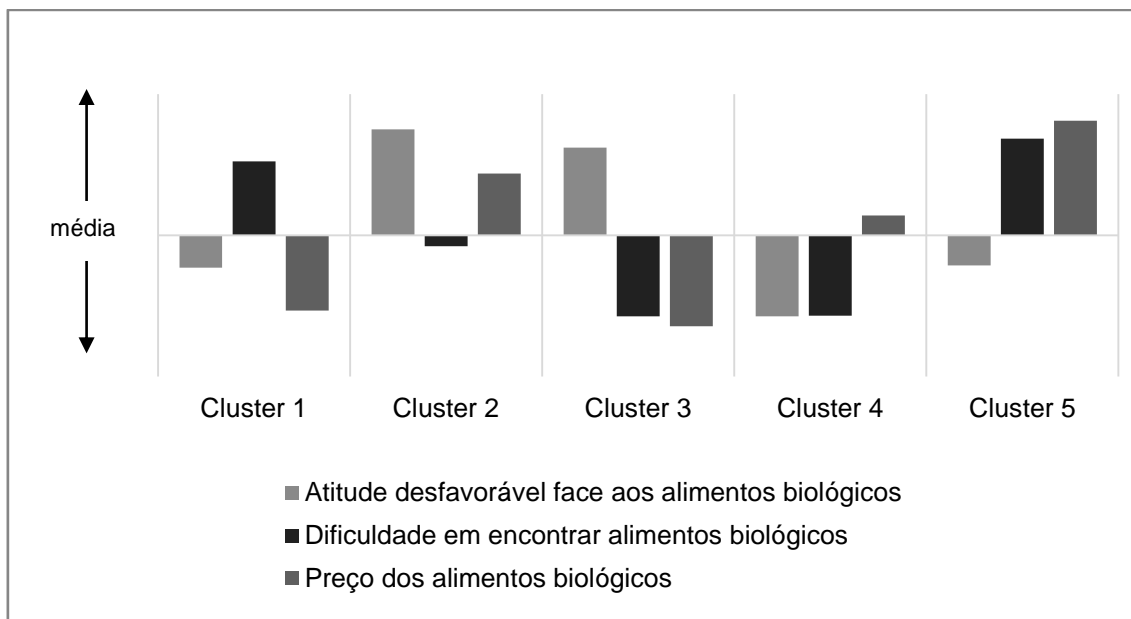 média
Cluster 1
Cluster 2
Cluster 3
Cluster 4
Cluster 5
Atitude desfavorável face aos alimentos biológicos
Dificuldade em encontrar alimentos biológicos
Preço dos alimentos biológicos